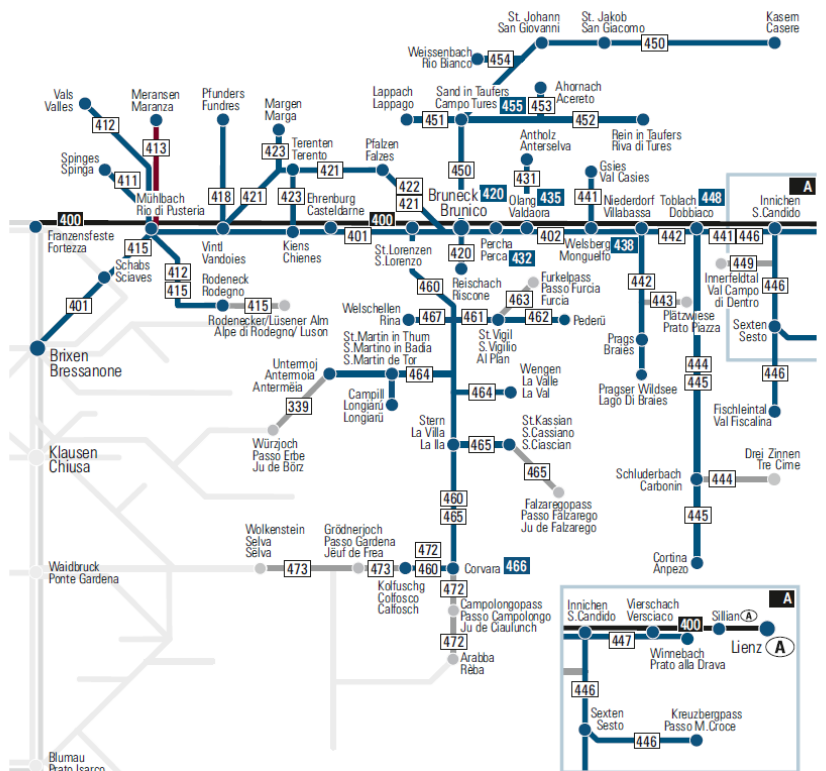 St. Johann
San Giovanni
St. Jakob
San Giacomo
Kasern
Casere
450
Weissenbach
Rio Bianco
454
Vals
Valles
Meransen
Maranza
Pfunders
Fundres
Margen
Marga
Lappach
Lappago
Sand in Taufers
Campo Tures
455
Ahornach
Acereto
453
412
413
451
452
Rein in Taufers
Riva di Tures
Spinges
Spinga
411
Terenten
Terento
423
421
Pfalzen
Falzes
450
Antholz
Anterselva
431
Gsies
Val Casies
441
Mühlbach
Rio di Pusteria
418
421
423
Ehrenburg
Casteldarne
422
421
Bruneck
Brunico
420
Olang
Valdaora
435
Niederdorf
Villabassa
Toblach
Dobbiaco
448
Innichen
S.Candido
A
400
400
Franzensfeste
Fortezza
415
Vintl
Vandoies
Kiens
Chienes
401
St.Lorenzen
S.Lorenzo
420
Percha
Perca
432
402
Welsberg
Monguelfo
438
442
441
446
Schabs
Sciaves
412
415
Rodeneck
Rodegno
415
Rodenecker/Lüsener Alm
Alpe di Rodegno/ Luson
401
Brixen
Bressanone
460
Reischach
Riscone
Furkelpass
Passo Furcia
Furcia
463
442
443
Plätzwiese
Prato Piazza
449
Innerfeldtal
Val Campo
di Dentro
446
Sexten
Sesto
Welschellen
Rina
467
461
462
Pederü
St.Vigil
S.Vigilio
Al Plan
Prags
Braies
Pragser Wildsee
Lago Di Braies
444
445
446
Fischleintal
Val Fiscalina
Untermoj
Antermoia
Anterméia
St.Martin in Thurn
S.Martino in Badia
S.Martin de Tor
464
Campill
Longiarü
Longiarü
339
Würzjoch
Passo Erbe
Ju de Börz
464
Wengen
La Valle
La Val
Stern
La Villa
La Ila
465
St.Kassian
S.Cassiano
S.Ciascian
465
Falzaregopass
Passo Falzarego
Ju de Falzarego
Klausen
Chiusa
Schluderbach
Carbonin
444
Drei Zinnen
Tre Cime
445
Cortina
Anpezo
460
465
Waidbruck
Ponte Gardena
Wolkenstein
Selva
Sëlva
473
Grödnerjoch
Passo Gardena
Jëuf de Frea
473
472
460
Kolfuschg
Colfosco
Calfosch
Corvara
466
472
Campolongopass
Passo Campolongo
Ju de Ciaulunch
472
Arabba
Rèba
A
Innichen
S.Candido
Vierschach
Versciaco
400
Sillian
A
447
Winnebach
Prato alla Drava
Lienz
A
446
Sexten
Sesto
446
Kreuzbergpass
Passo M.Croce
Blumau
Prato Isarco